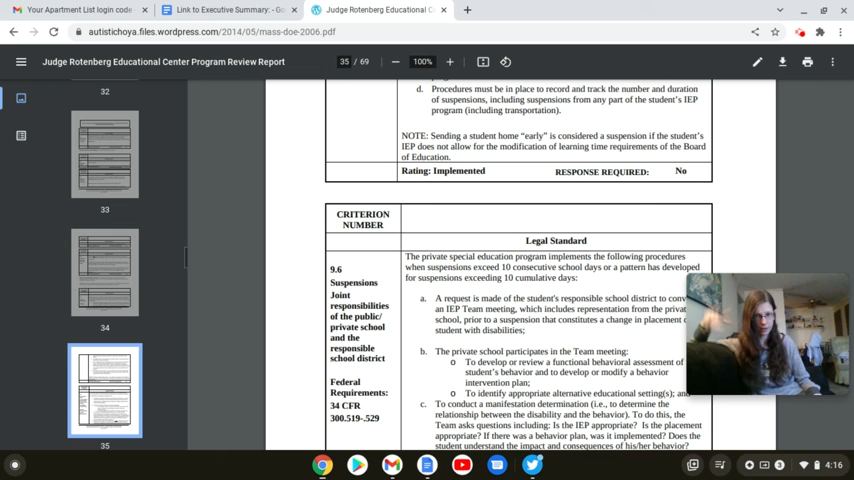 Your Apartment List login code
Link to Executive Summary: - Go
Judge Rotenberg Educational C
autistichoya.files.wordpress.com/2014/05/mass-doe-2006.pdf
Judge Rotenberg Educational Center Program Review Report
35 / 69
100%
32
33
34
35
d. Procedures must be in place to record and track the number and duration
of suspensions, including suspensions from any part of the student's IEP
program (including transportation).
NOTE: Sending a student home "early" is considered a suspension if the student's
IEP does not allow for the modification of learning time requirements of the Board
of Education.
Rating: Implemented RESPONSE REQUIRED: No
CRITERION
NUMBER
Legal Standard
9.6
Suspensions
Joint
responsibilities
of the public/
private school
and the
responsible
school district
Federal
Requirements:
34 CFR
300.519-.529
The private special education program implements the following procedures
when suspensions exceed 10 consecutive school days or a pattern has developed
for suspensions exceeding 10 cumulative days:
a. A request is made of the student's responsible school district to conv
an IEP Team meeting, which includes representation from the privat
school, prior to a suspension that constitutes a change in placement o
student with disabilities;
b. The private school participates in the Team meeting:
o To develop or review a functional behavioral assessment of
student's behavior and to develop or modify a behavior
intervention plan;
o To identify appropriate alternative educational setting(s); and
c. To conduct a manifestation determination (i.e., to determine the
relationship between the disability and the behavior). To do this, the
Team asks questions including: Is the IEP appropriate? Is the placement
appropriate? If there was a behavior plan, was it implemented? Does the
student understand the impact and consequences of his/her behavior?
3
4:16